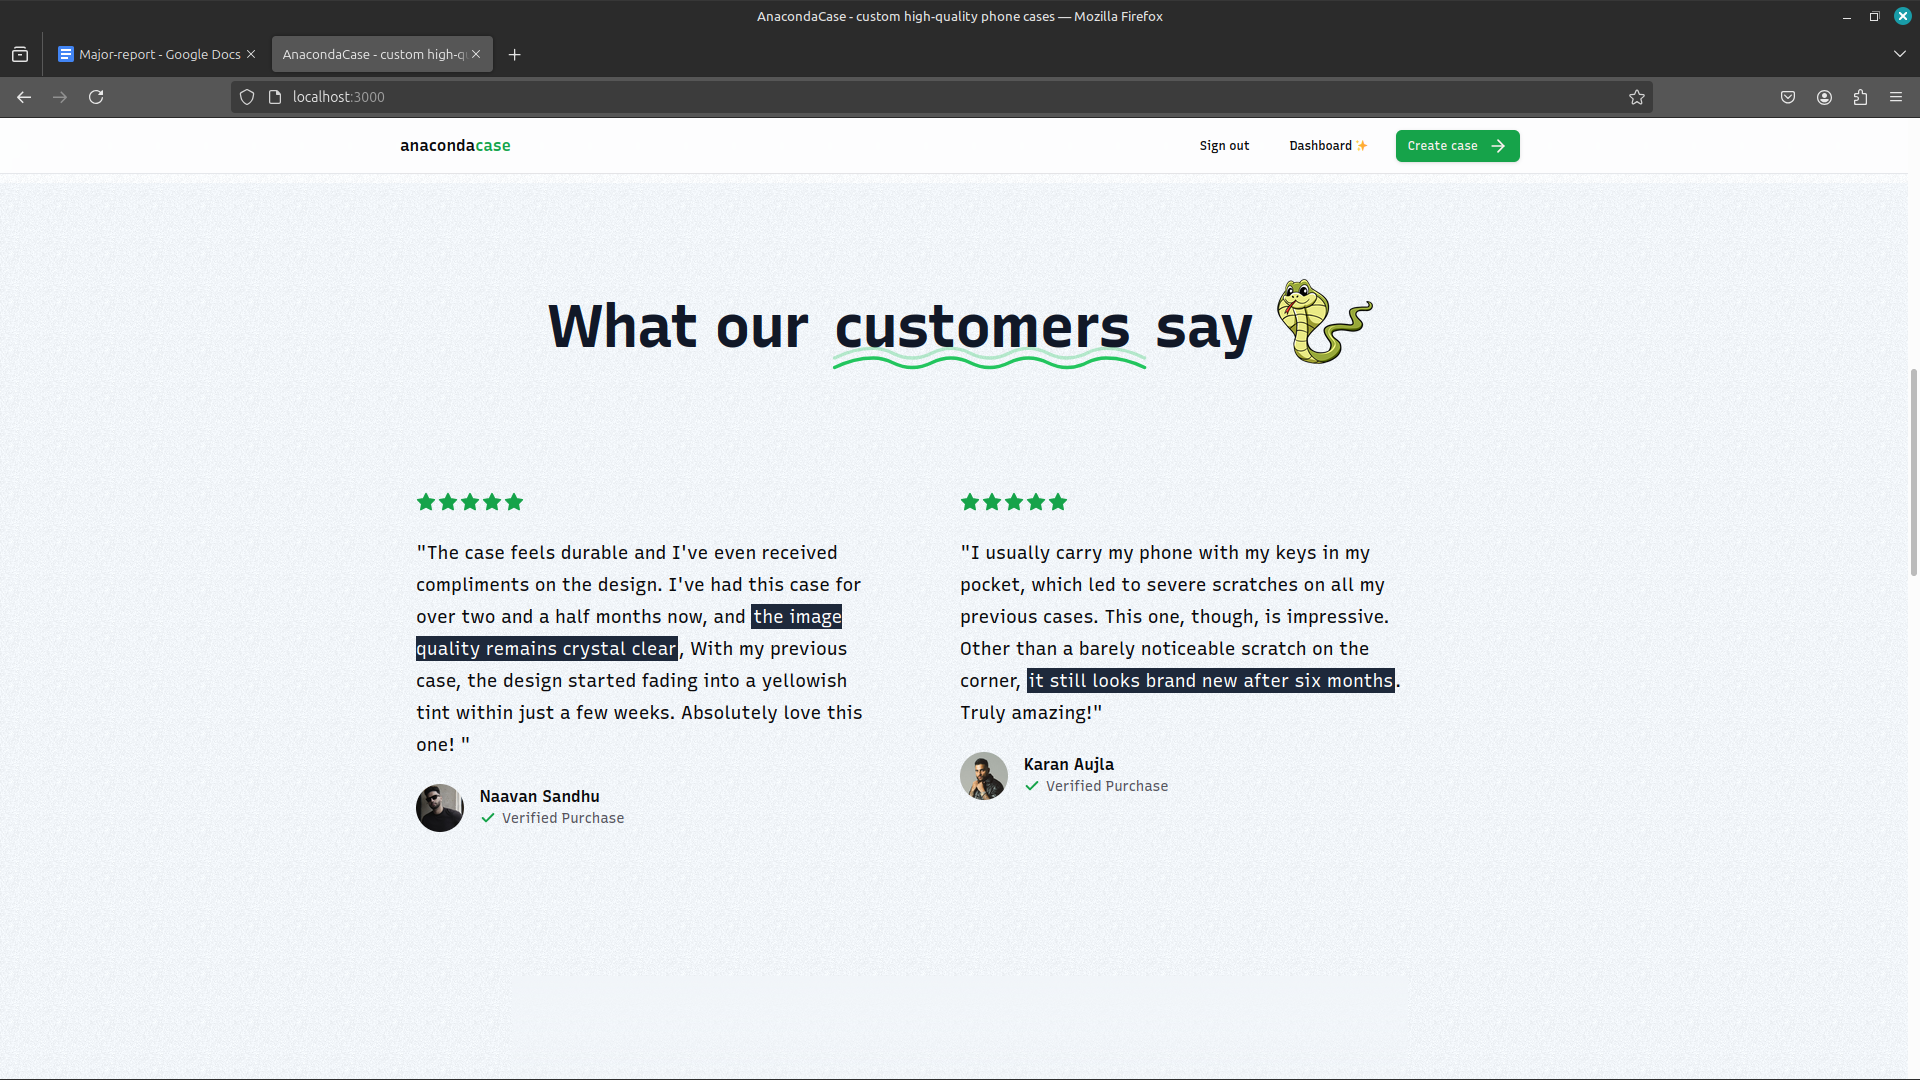 AnacondaCase - custom high-quality phone cases — Mozilla Firefox
Major-report - Google Docs
AnacondaCase - custom high-q
localhost:3000
anacondacase
Sign out
Dashboard ✨
Create case
What our customers say
"The case feels durable and I've even received
compliments on the design. I've had this case for
over two and a half months now, and the image
quality remains crystal clear, With my previous
case, the design started fading into a yellowish
tint within just a few weeks. Absolutely love this
one! "
Naavan Sandhu
Verified Purchase
"I usually carry my phone with my keys in my
pocket, which led to severe scratches on all my
previous cases. This one, though, is impressive.
Other than a barely noticeable scratch on the
corner, it still looks brand new after six months.
Truly amazing!"
Karan Aujla
Verified Purchase